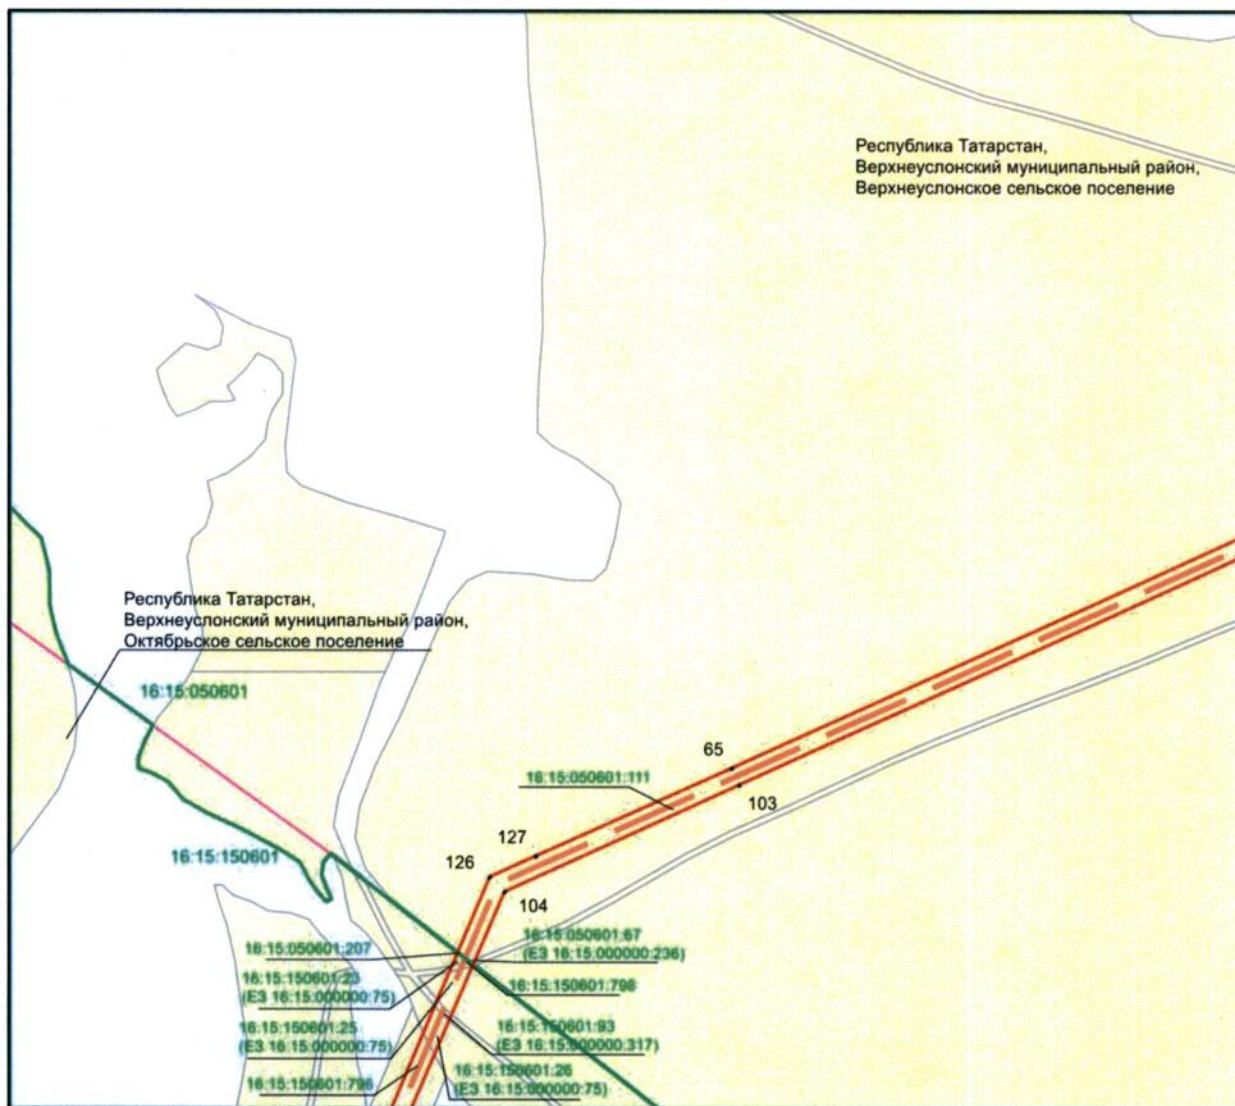 Республика Татарстан,
Верхнеуслонский муниципальный район,
Верхнеуслонское сельское поселение
Республика Татарстан,
Верхнеуслонский муниципальный район,
Октябрьское сельское поселение
16:15:050601
65
16:15:050601:111
103
127
16:15:150601
126
104
16:15:050601:207
16:15:050601:67
(ЕЗ 16:15:000000:236)
16:15:150601:23
(ЕЗ 16:15:000000:75)
16:15:150601:798
16:15:150601:25
(ЕЗ 16:15:000000:75)
16:15:150601:93
(ЕЗ 16:15:000000:317)
16:15:150601:796
16:15:150601:26
(ЕЗ 16:15:000000:75)